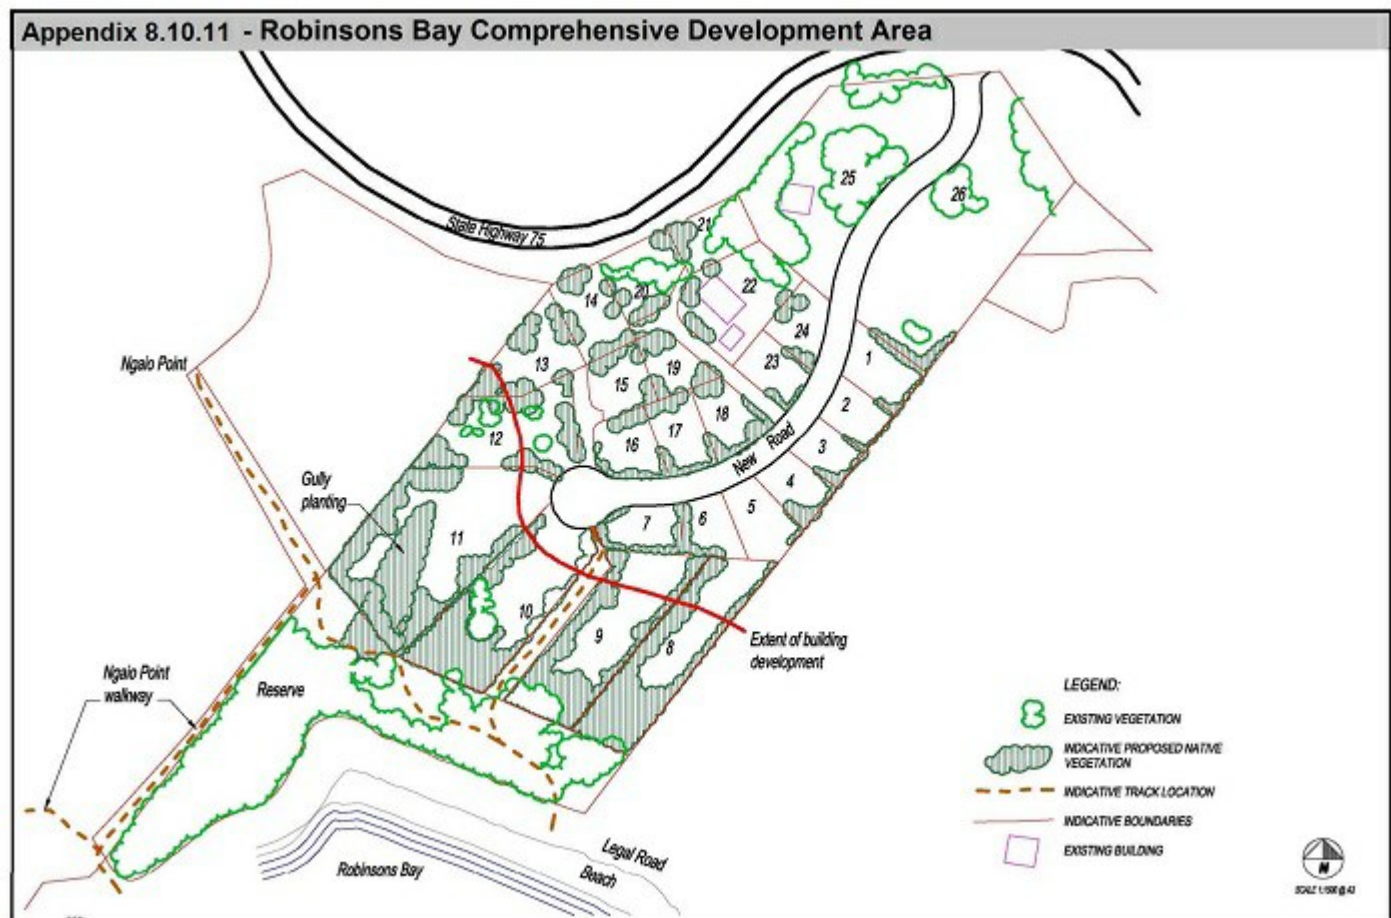 Appendix 8.10.11 - Robinsons Bay Comprehensive Development Area
State Highway 75
25
26
21
20
22
14
24
13
19
23
1
15
18
2
12
16
17
New Road
3
4
5
Ngaio Point
Gully
planting
11
7
6
10
9
8
Extent of building
development
Ngaio Point
walkway
Reserve
LEGEND:
EXISTING VEGETATION
INDICATIVE PROPOSED NATIVE
VEGETATION
INDICATIVE TRACK LOCATION
INDICATIVE BOUNDARIES
EXISTING BUILDING
Legal Road
Beach
Robinsons Bay
N